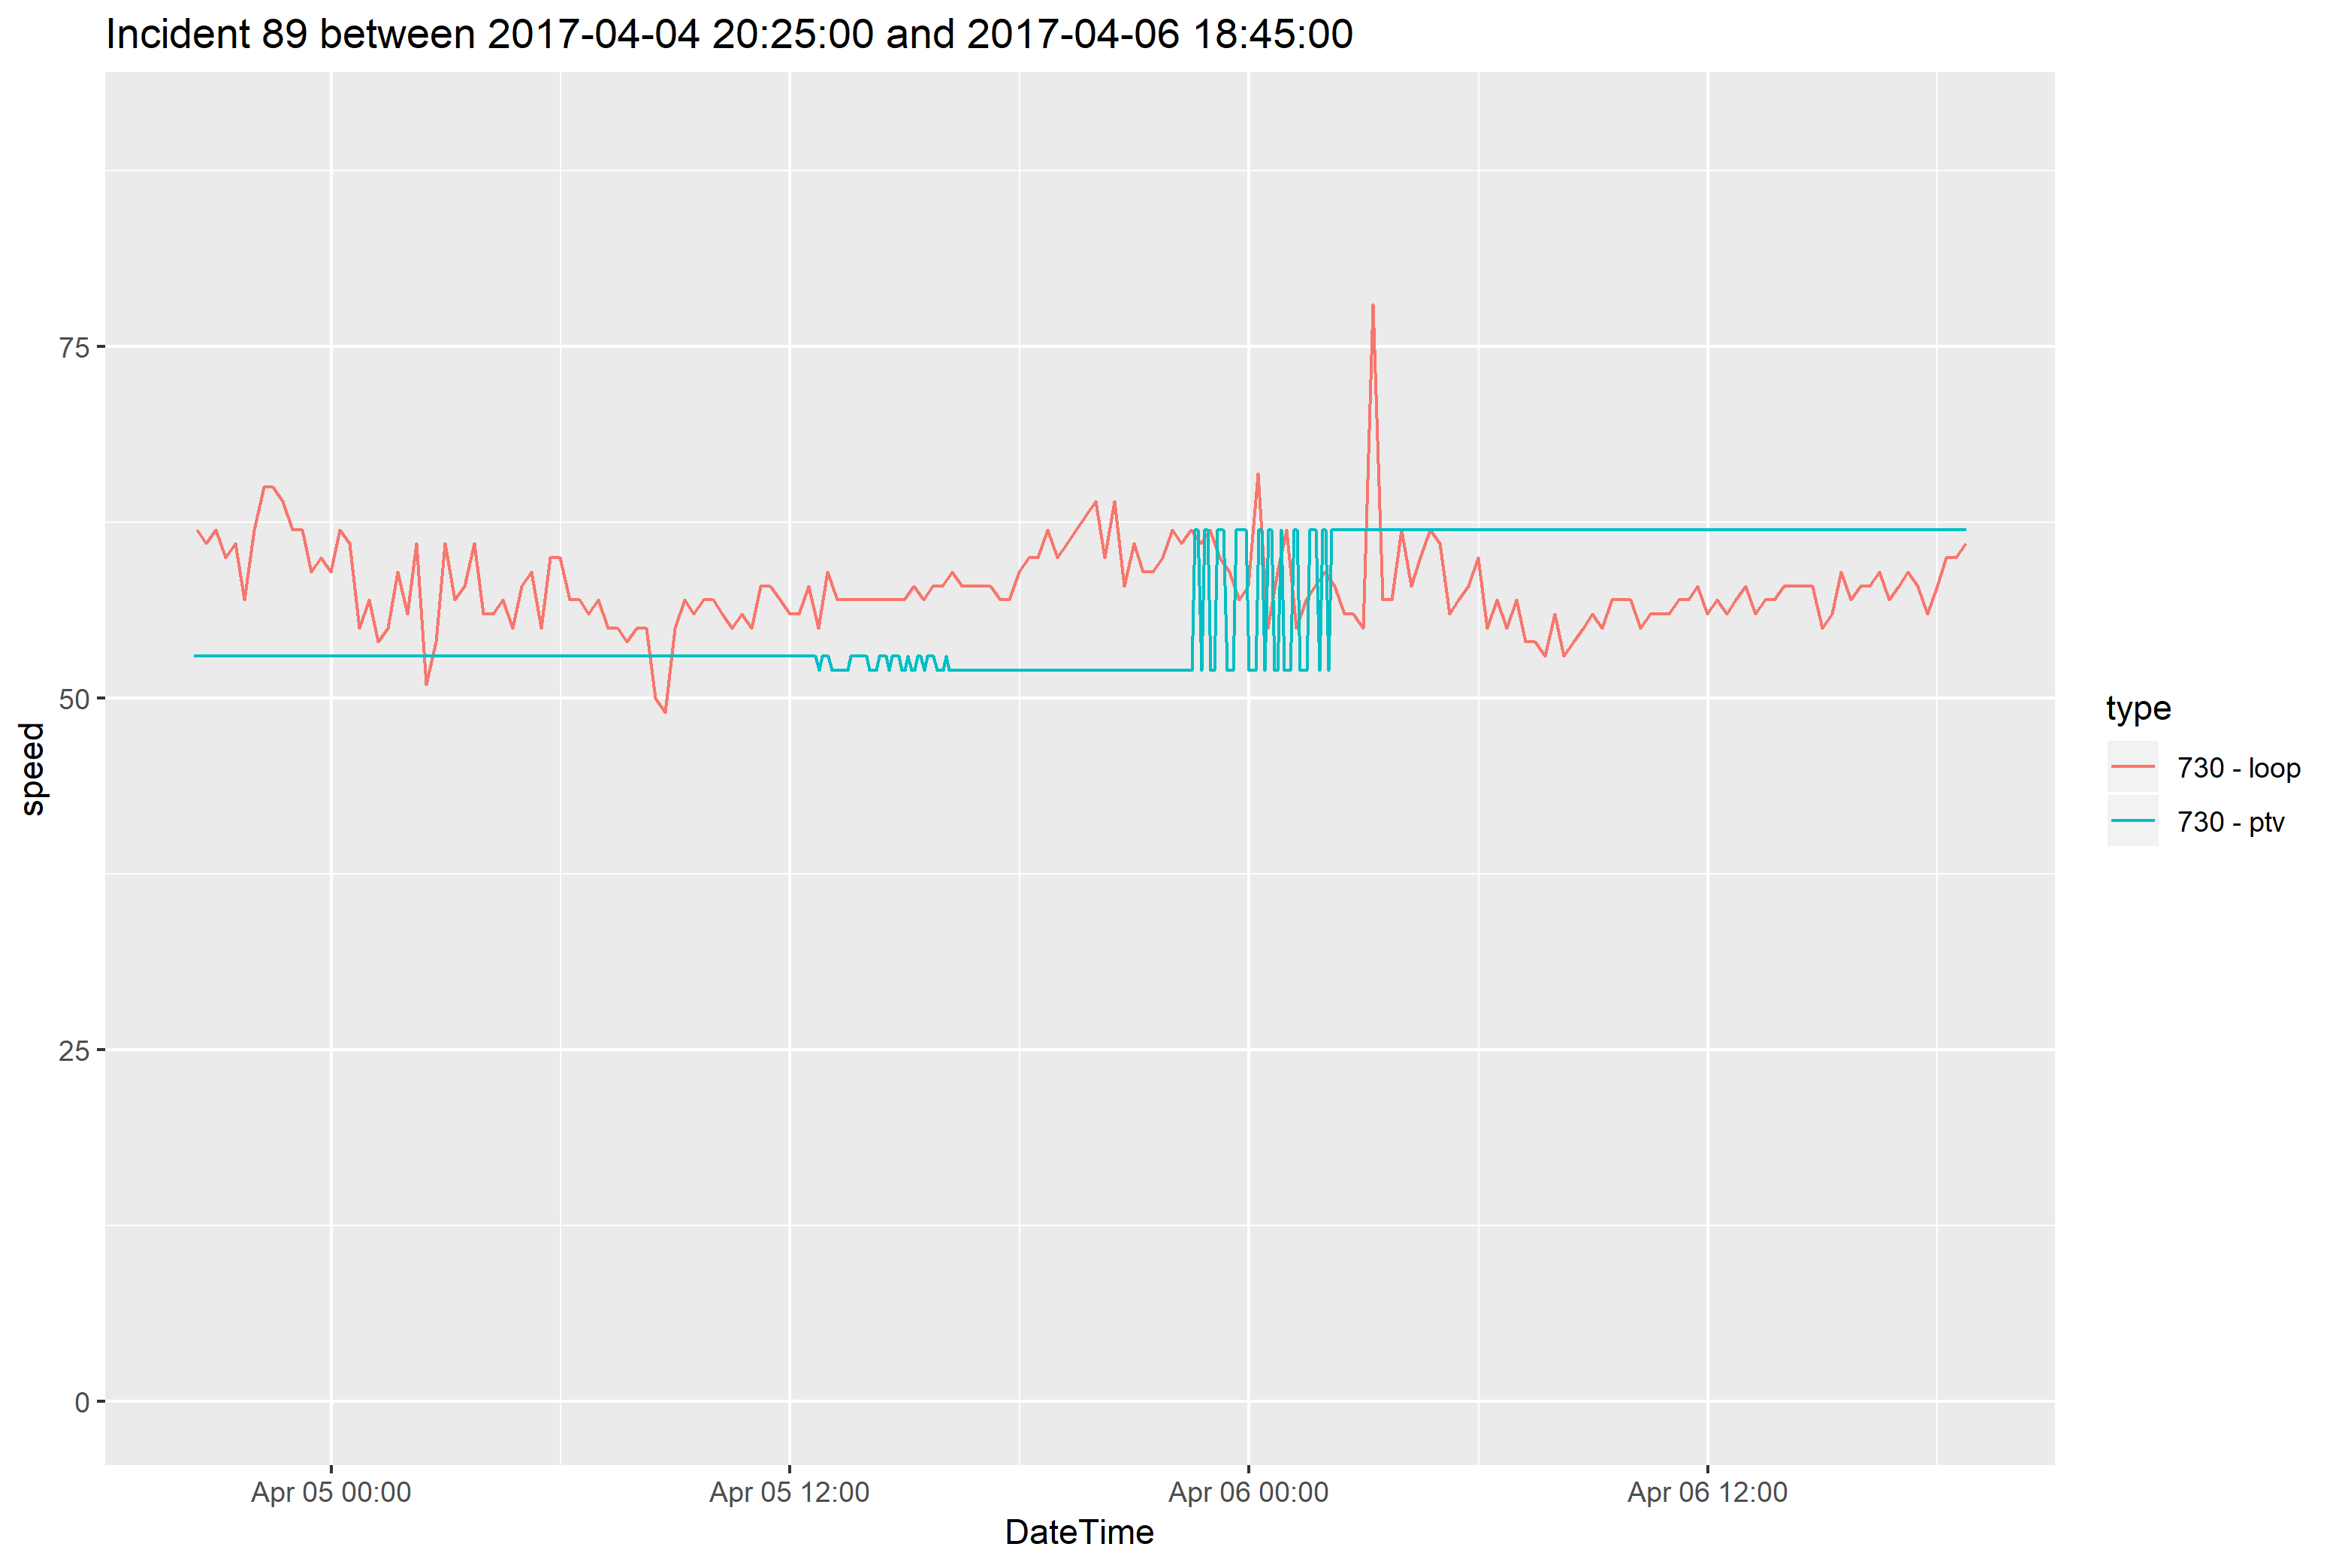 Incident 89 between 2017-04-04 20:25:00 and 2017-04-06 18:45:00
75
50
25
0
speed
Apr 05 00:00
Apr 05 12:00
Apr 06 00:00
Apr 06 12:00
DateTime
type
730 - loop
730 - ptv